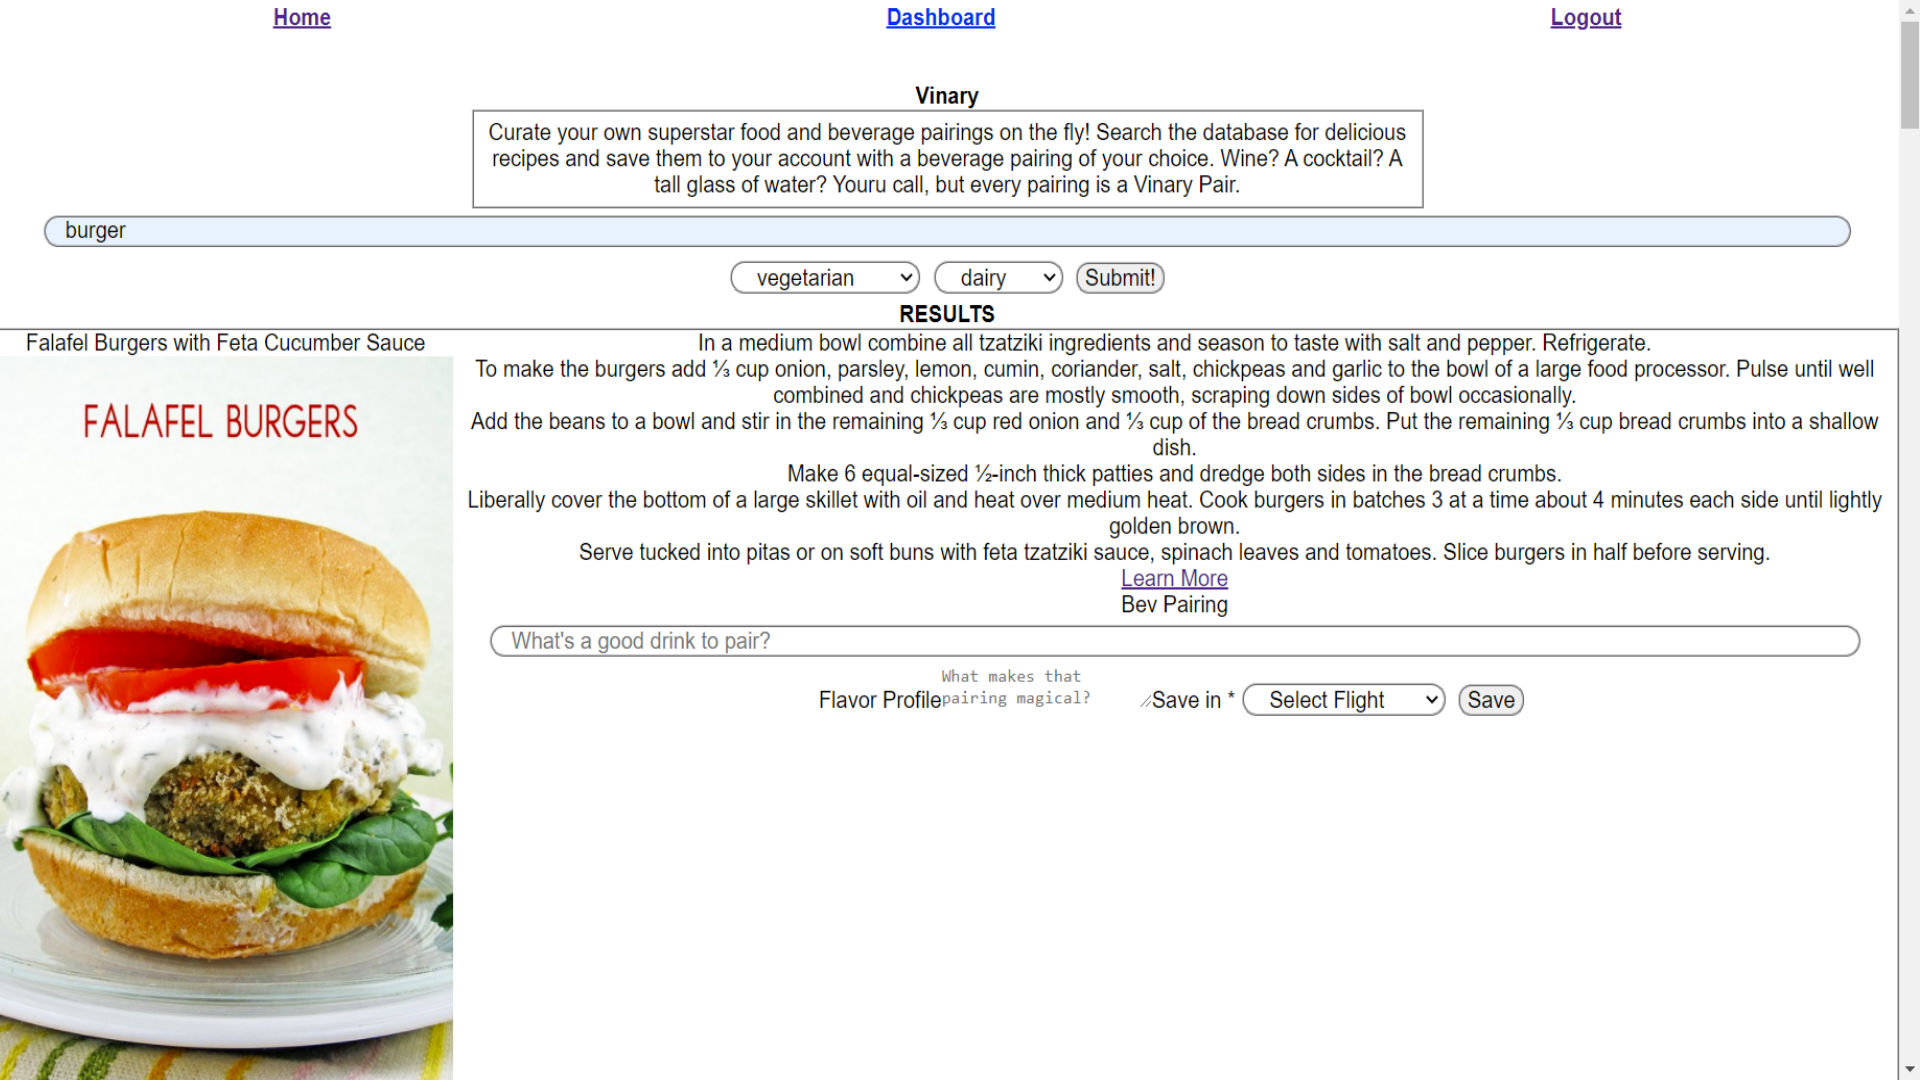 Home Dashboard Logout
Vinary
Curate your own superstar food and beverage pairings on the fly! Search the database for delicious
recipes and save them to your account with a beverage pairing of your choice. Wine? A cocktail? A
tall glass of water? Youru call, but every pairing is a Vinary Pair.
burger
vegetarian dairy Submit!
RESULTS
Falafel Burgers with Feta Cucumber Sauce
FALAFEL BURGERS
In a medium bowl combine all tzatziki ingredients and season to taste with salt and pepper. Refrigerate.
To make the burgers add ⅓ cup onion, parsley, lemon, cumin, coriander, salt, chickpeas and garlic to the bowl of a large food processor. Pulse until well
combined and chickpeas are mostly smooth, scraping down sides of bowl occasionally.
Add the beans to a bowl and stir in the remaining ⅓ cup red onion and ⅓ cup of the bread crumbs. Put the remaining ⅓ cup bread crumbs into a shallow
dish.
Make 6 equal-sized ½-inch thick patties and dredge both sides in the bread crumbs.
Liberally cover the bottom of a large skillet with oil and heat over medium heat. Cook burgers in batches 3 at a time about 4 minutes each side until lightly
golden brown.
Serve tucked into pitas or on soft buns with feta tzatziki sauce, spinach leaves and tomatoes. Slice burgers in half before serving.
Learn More
Bev Pairing
What's a good drink to pair?
Flavor Profile
What makes that
pairing magical?
Save in * Select Flight Save